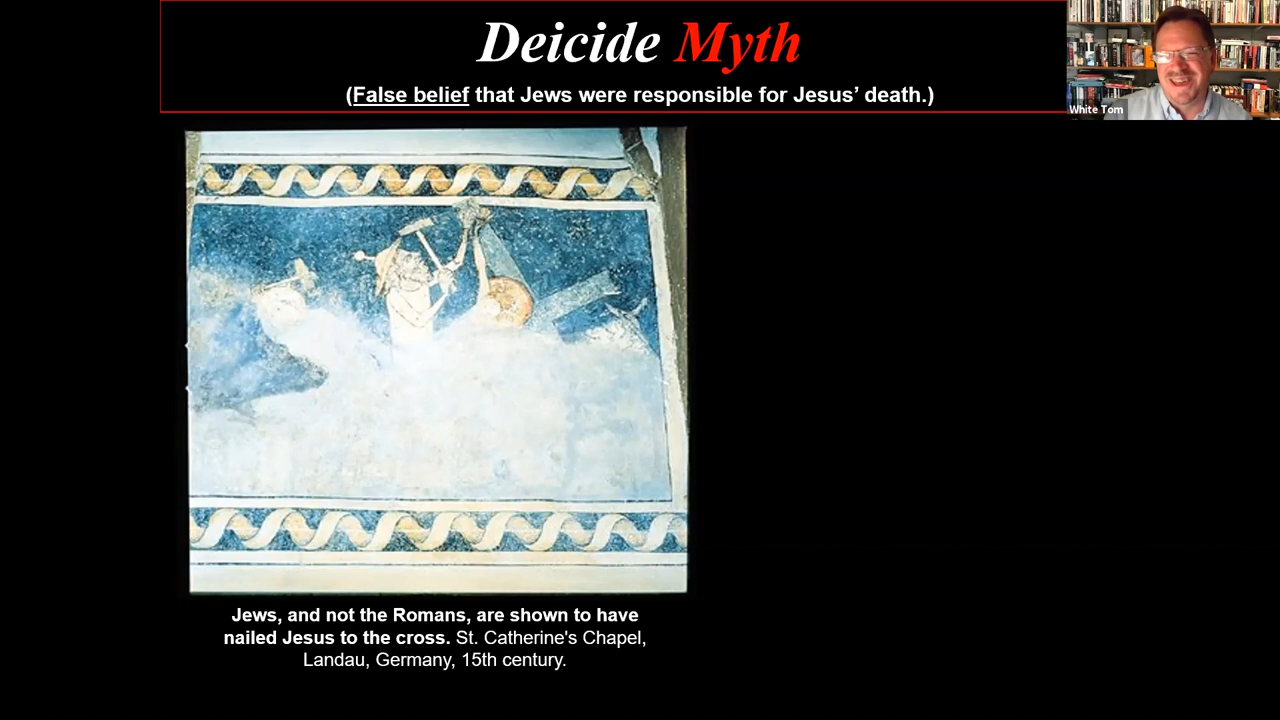 Deicide Myth
(False belief that Jews were responsible for Jesus’ death.)
White Tom
Jews, and not the Romans, are shown to have
nailed Jesus to the cross. St. Catherine's Chapel,
Landau, Germany, 15th century.